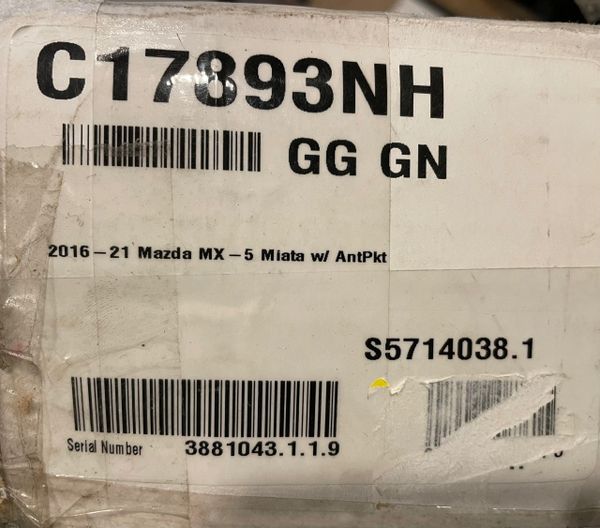 C17893NH
GG GN
2016-21 Mazda MX-5 Miata w/ AntPkt
S5714038.1
Serial Number 3881043.1.1.9